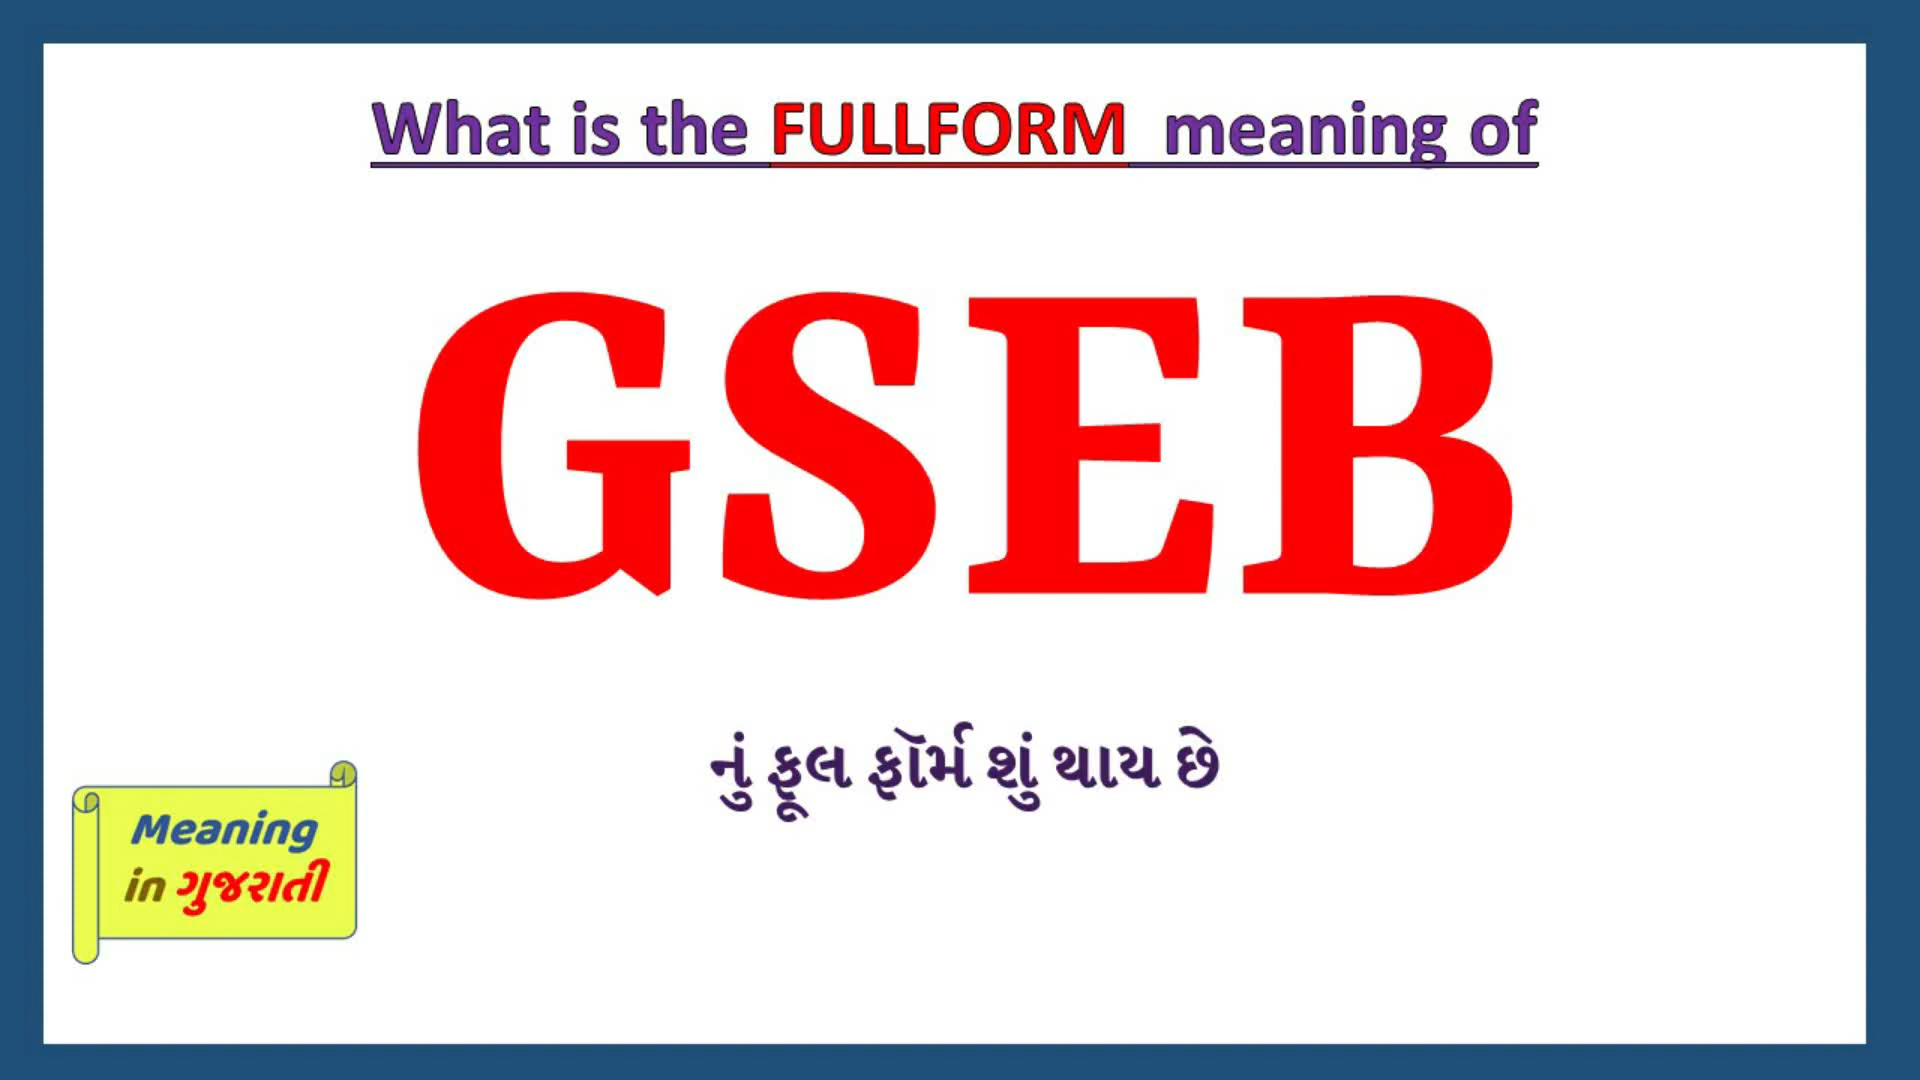 What is the FULLFORM meaning of
GSEB
નું ફૂલ ફૉર્મ શું થાય છે
Meaning
in ગુજરાતી